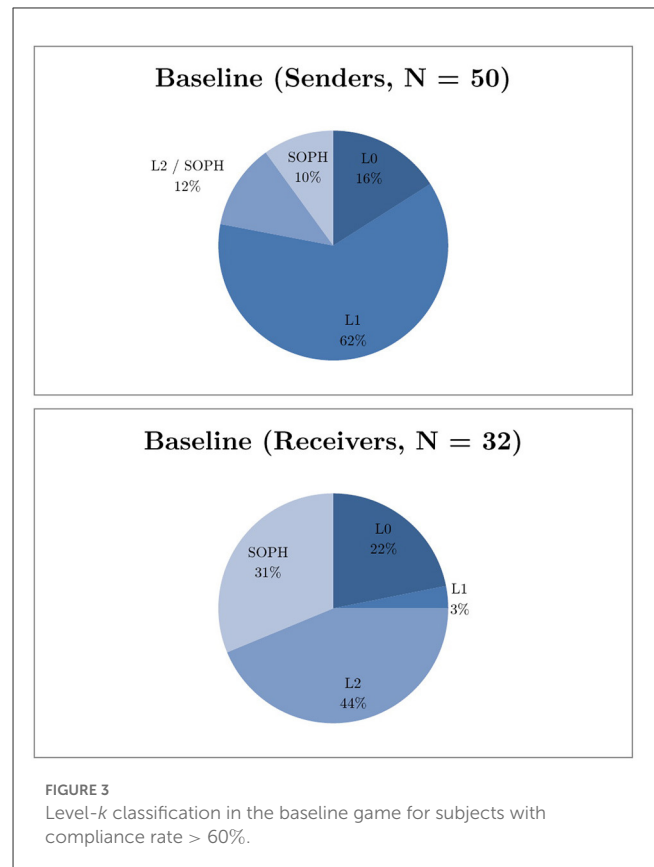 Baseline (Senders, N = 50)
L2 / SOPH
12%
SOPH
10%
L0
16%
L1
62%
Baseline (Receivers, N = 32)
SOPH
31%
L0
22%
L1
3%
L2
44%
FIGURE 3
Level-k classification in the baseline game for subjects with
compliance rate > 60%.